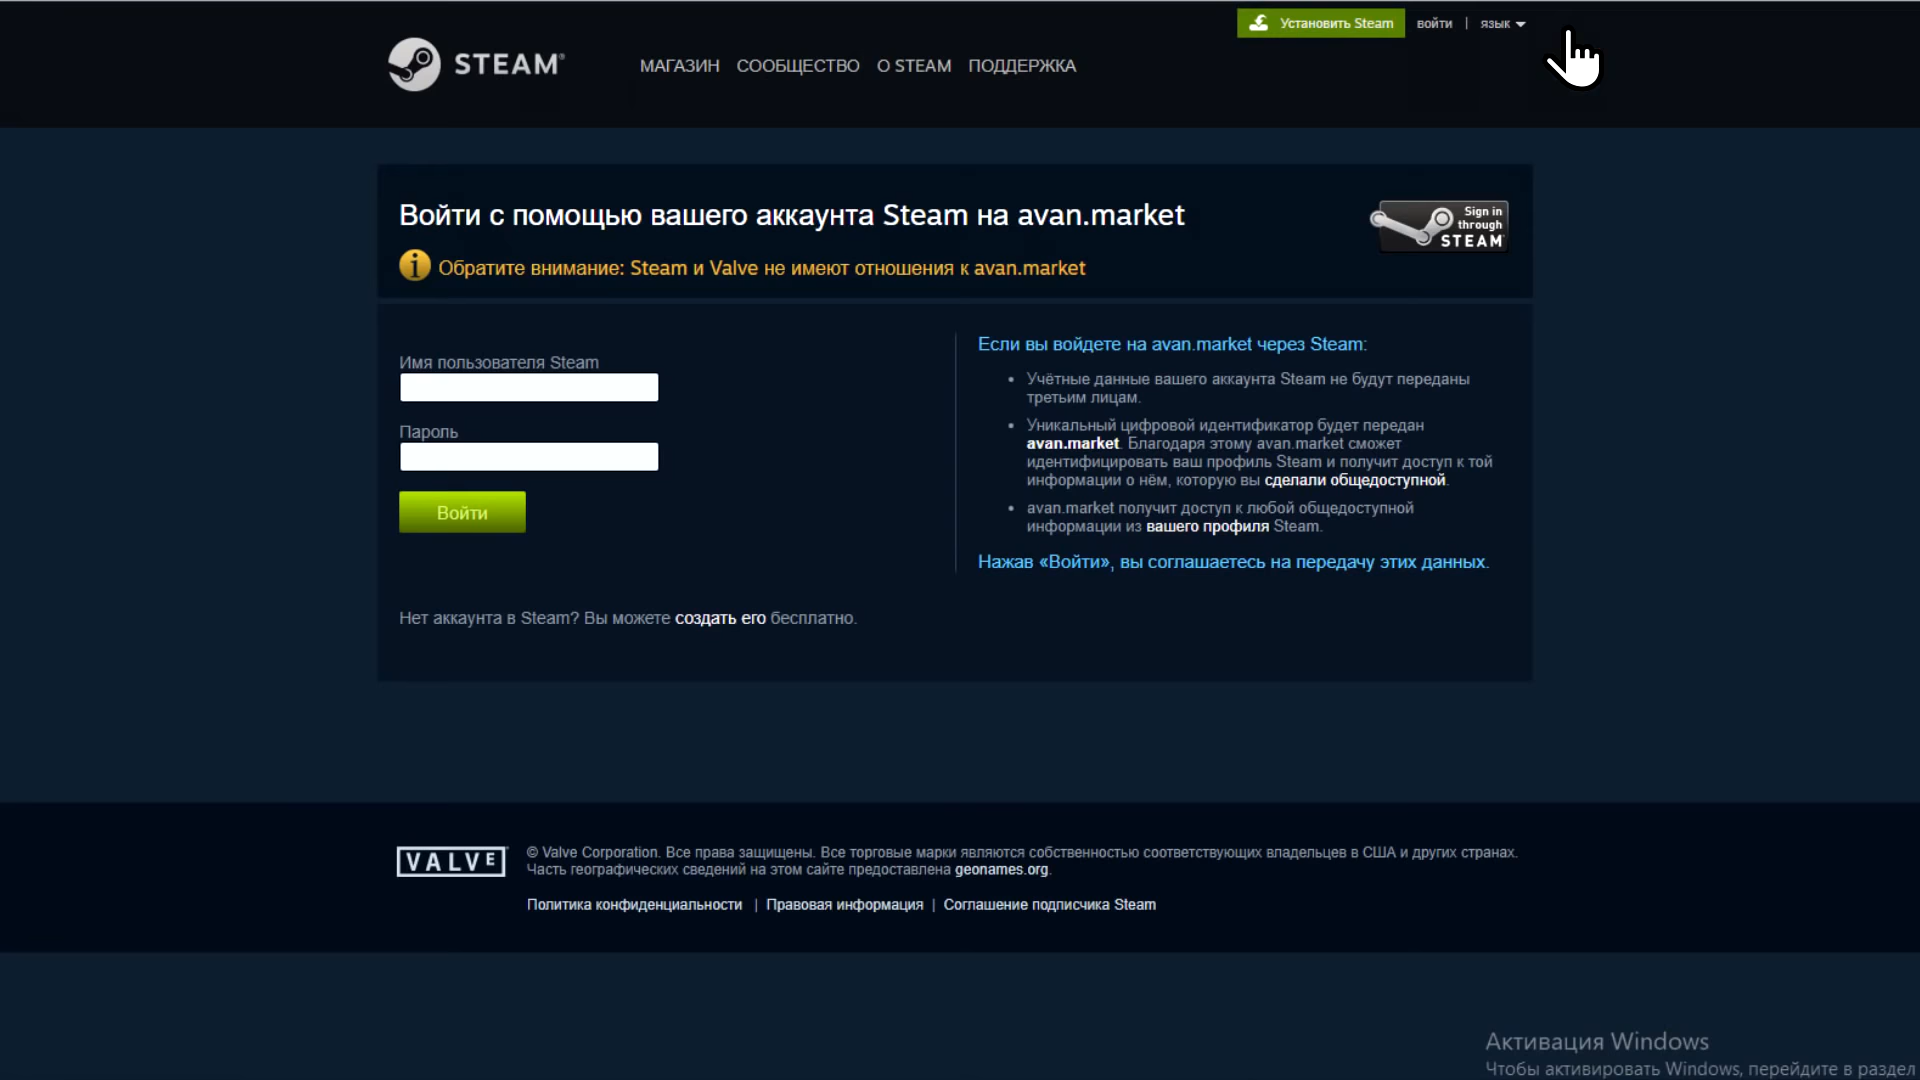 Установить Steam
войти | язык
STEAM®
МАГАЗИН СООБЩЕСТВО О STEAM ПОДДЕРЖКА
Войти с помощью вашего аккаунта Steam на avan.market
Sign in
through
STEAM
Обратите внимание: Steam и Valve не имеют отношения к avan.market
Имя пользователя Steam
Пароль
Войти
Если вы войдете на avan.market через Steam:
• Учётные данные вашего аккаунта Steam не будут переданы
третьим лицам.
• Уникальный цифровой идентификатор будет передан
avan.market. Благодаря этому avan.market сможет
идентифицировать ваш профиль Steam и получит доступ к той
информации о нём, которую вы сделали общедоступной.
• avan.market получит доступ к любой общедоступной
информации из вашего профиля Steam.
Нажав «Войти», вы соглашаетесь на передачу этих данных.
Нет аккаунта в Steam? Вы можете создать его бесплатно.
VALVE
© Valve Corporation. Все права защищены. Все торговые марки являются собственностью соответствующих владельцев в США и других странах.
Часть географических сведений на этом сайте предоставлена geonames.org.
Политика конфиденциальности | Правовая информация | Соглашение подписчика Steam
Активация Windows
Чтобы активировать Windows, перейдите в раздел